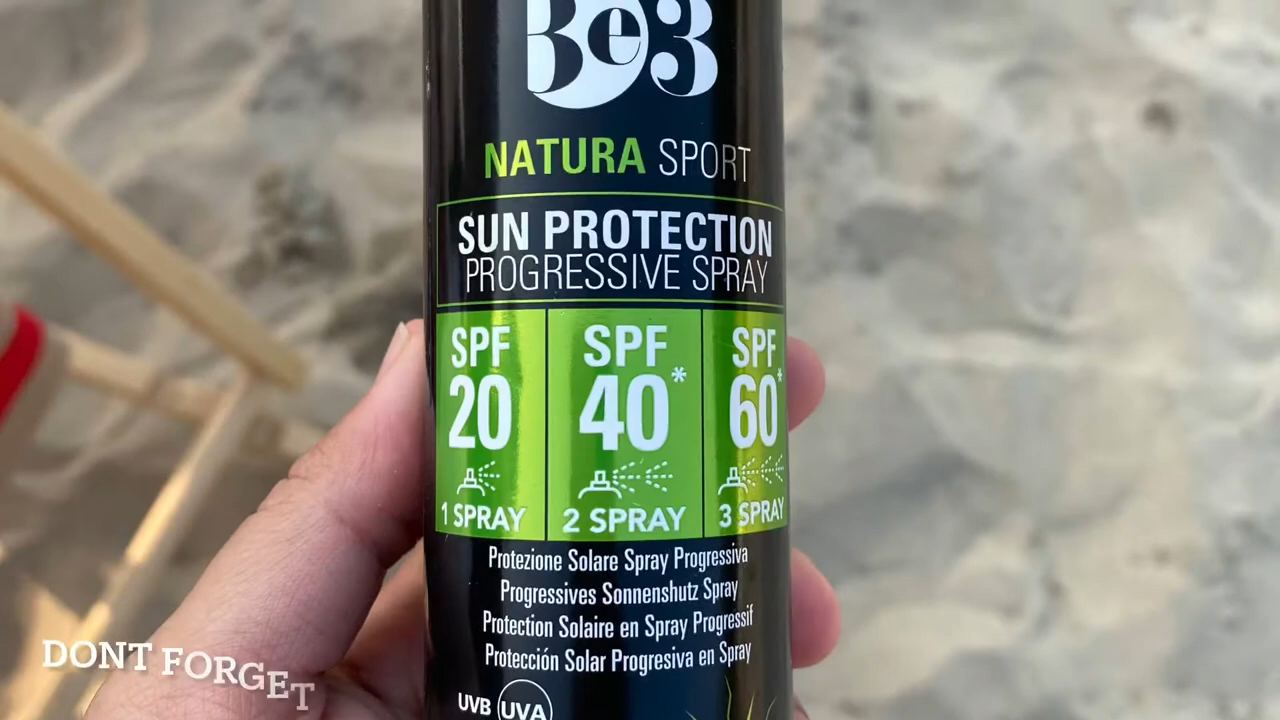 Be3
NATURA SPORT
SUN PROTECTION
PROGRESSIVE SPRAY
SPF 20
1 SPRAY
SPF 40*
2 SPRAY
SPF 60*
3 SPRAY
Protezione Solare Spray Progressiva
Progressives Sonnenshutz Spray
Protection Solaire en Spray Progressif
Protección Solar Progresiva en Spray
UVB UVA
DONT FORGET